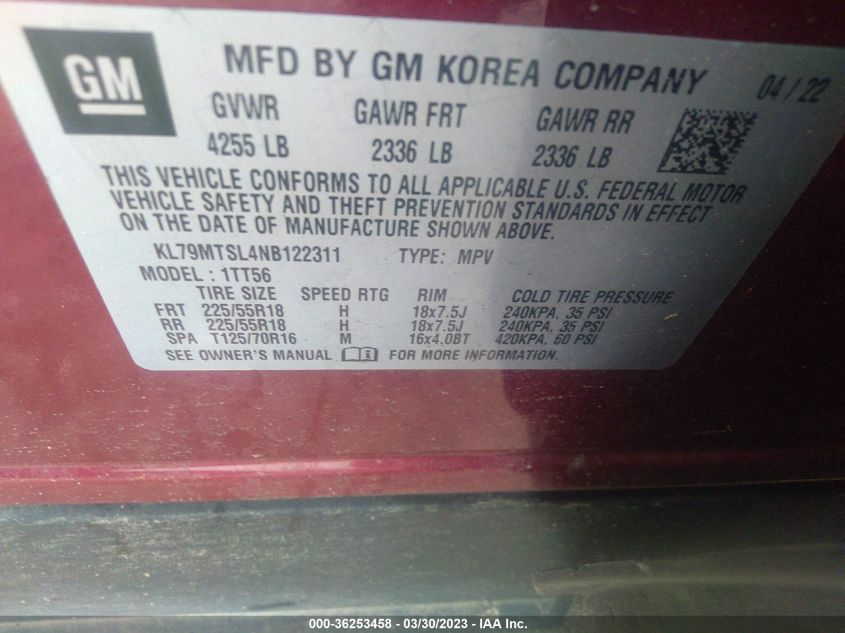 GM
MFD BY GM KOREA COMPANY 04 / 22
GVWR GAWR FRT GAWR RR
4255 LB 2336 LB 2336 LB
THIS VEHICLE CONFORMS TO ALL APPLICABLE U.S. FEDERAL MOTOR
VEHICLE SAFETY AND THEFT PREVENTION STANDARDS IN EFFECT
ON THE DATE OF MANUFACTURE SHOWN ABOVE.
KL79MTSL4NB122311 TYPE: MPV
MODEL : 1TT56
TIRE SIZE SPEED RTG RIM COLD TIRE PRESSURE
FRT 225/55R18 H 18x7.5J 240KPA, 35 PSI
RR 225/55R18 H 18x7.5J 240KPA, 35 PSI
SPA T125/70R16 M 16x4.0BT 420KPA, 60 PSI
SEE OWNER'S MANUAL i FOR MORE INFORMATION.
000-36253458 - 03/30/2023 - IAA Inc.